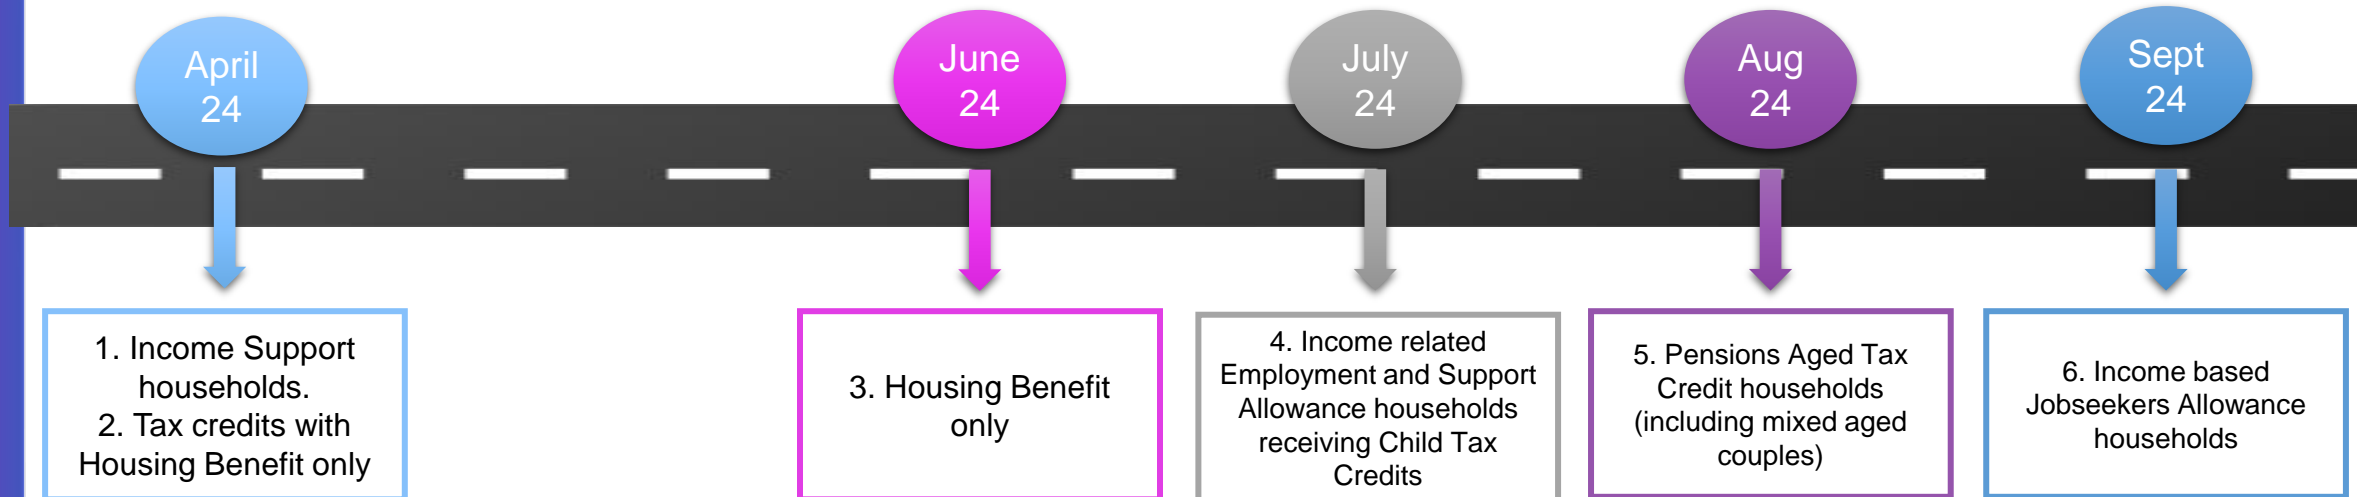 April
24
June
24
July
24
Aug
24
Sept
24
1. Income Support
households.
2. Tax credits with
Housing Benefit only
3. Housing Benefit
only
4. Income related
Employment and Support
Allowance households
receiving Child Tax
Credits
5. Pensions Aged Tax
Credit households
(including mixed aged
couples)
6. Income based
Jobseekers Allowance
households